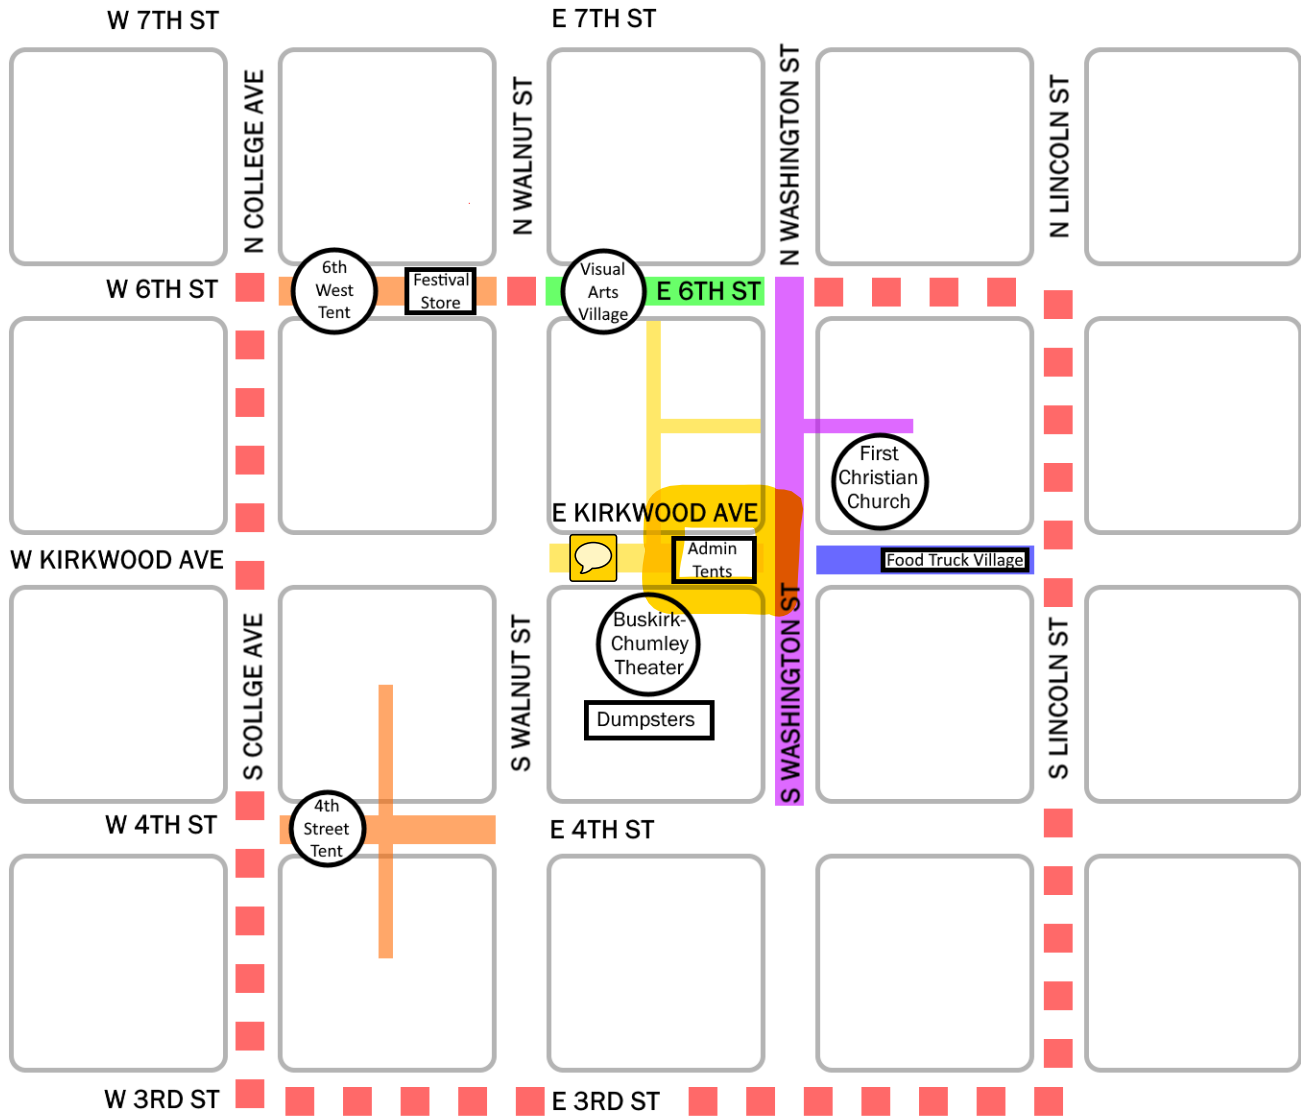 W 7TH ST
E 7TH ST
N COLLEGE AVE
N WALNUT ST
N WASHINGTON ST
N LINCOLN ST
W 6TH ST
6th
West
Tent
Festival
Store
Visual
Arts
Village
E 6TH ST
First
Christian
Church
E KIRKWOOD AVE
W KIRKWOOD AVE
Admin
Tents
Food Truck Village
S COLLGE AVE
S WALNUT ST
Buskirk-
Chumley
Theater
Dumpsters
S WASHINGTON ST
S LINCOLN ST
W 4TH ST
4th
Street
Tent
E 4TH ST
W 3RD ST
E 3RD ST